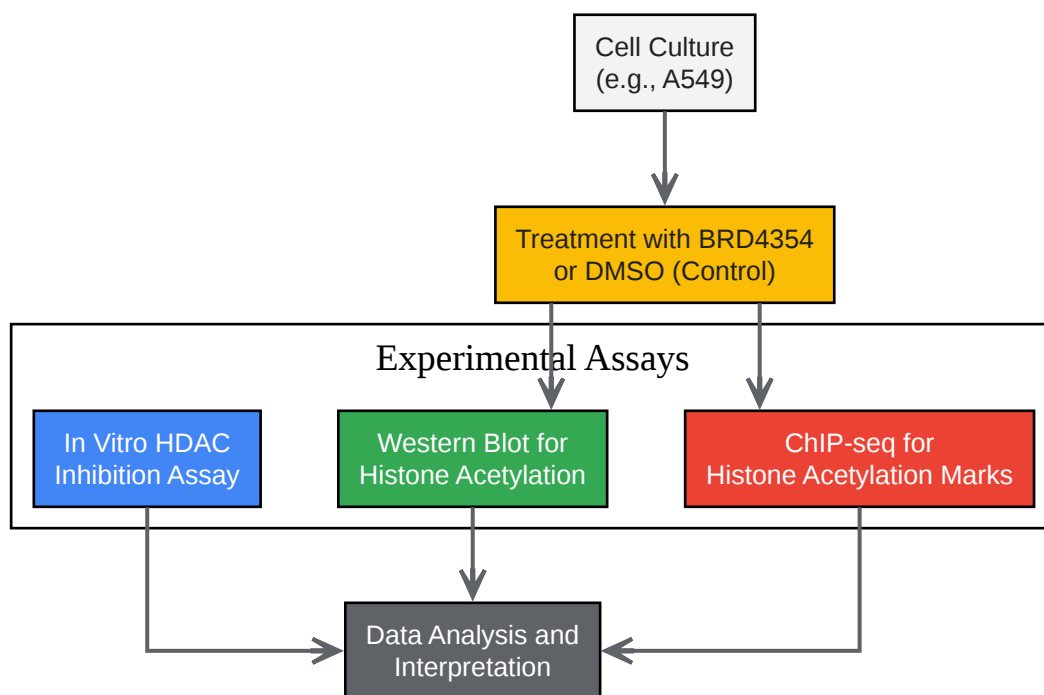 Cell Culture
(e.g., A549)
Treatment with BRD4354
or DMSO (Control)
Experimental Assays
In Vitro HDAC
Inhibition Assay
Western Blot for
Histone Acetylation
ChIP-seq for
Histone Acetylation Marks
Data Analysis and
Interpretation